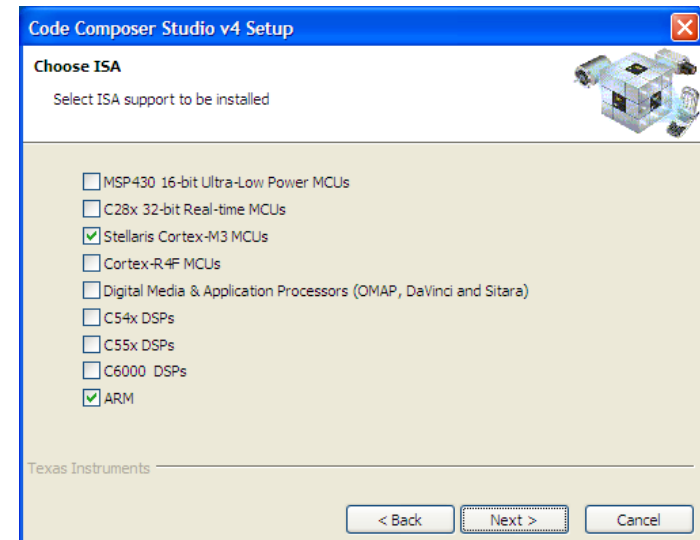 Code Composer Studio v4 Setup
Choose ISA
Select ISA support to be installed
MSP430 16-bit Ultra-Low Power MCUs
C28x 32-bit Real-time MCUs
Stellaris Cortex-M3 MCUs
Cortex-R4F MCUs
Digital Media & Application Processors (OMAP, DaVinci and Sitara)
C54x DSPs
C55x DSPs
C6000 DSPs
ARM
Texas Instruments
< Back Next > Cancel